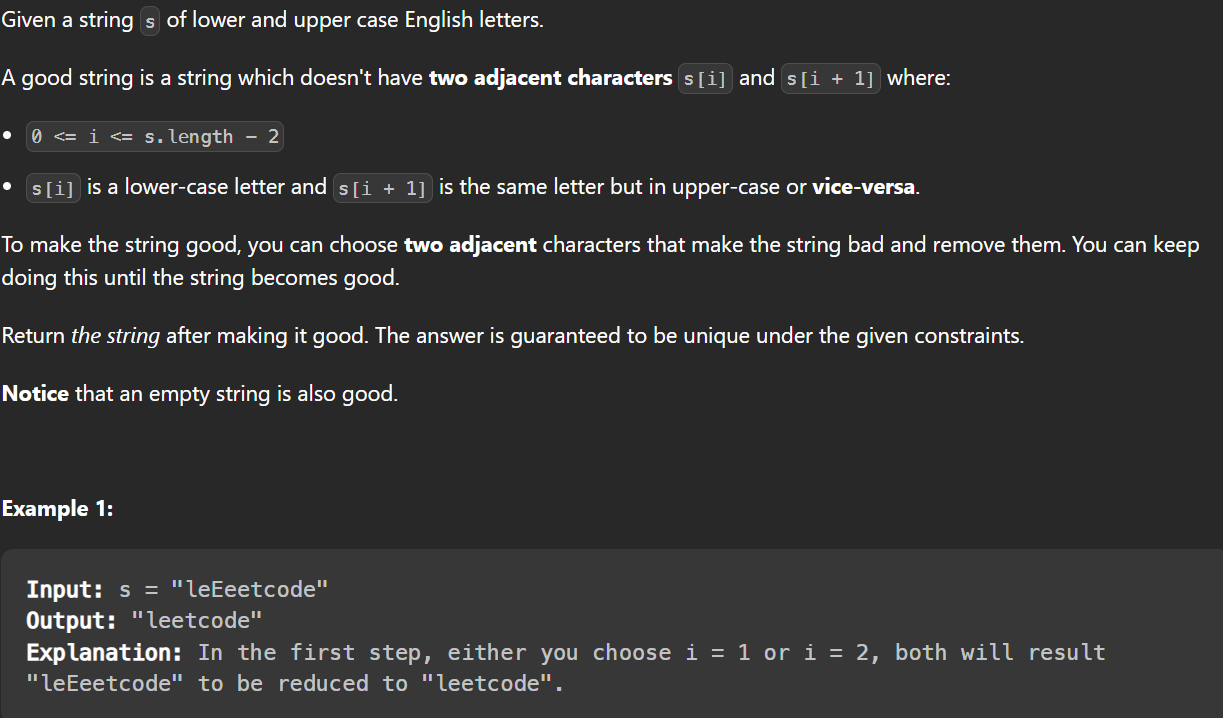 Given a string s of lower and upper case English letters.
A good string is a string which doesn't have two adjacent characters s[i] and s[i + 1] where:
• 0 <= i <= s.length - 2
• s[i] is a lower-case letter and s[i + 1] is the same letter but in upper-case or vice-versa.
To make the string good, you can choose two adjacent characters that make the string bad and remove them. You can keep
doing this until the string becomes good.
Return the string after making it good. The answer is guaranteed to be unique under the given constraints.
Notice that an empty string is also good.
Example 1:
Input: s = "leEeetcode"
Output: "leetcode"
Explanation: In the first step, either you choose i = 1 or i = 2, both will result
"leEeetcode" to be reduced to "leetcode".